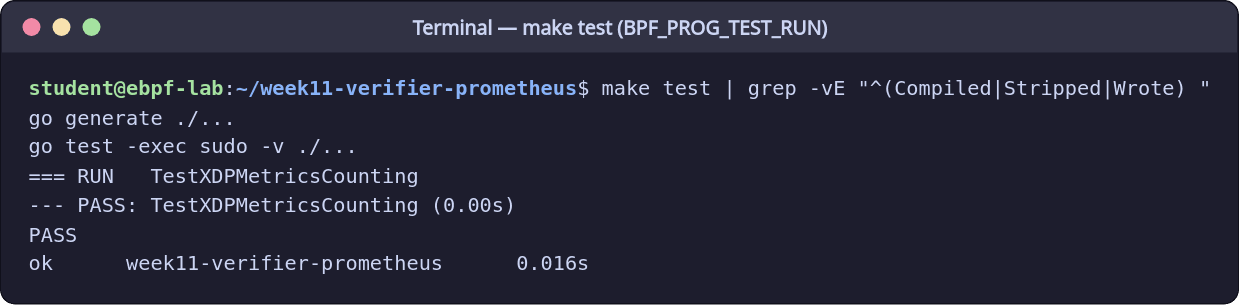 Terminal — make test (BPF_PROG_TEST_RUN)
student@ebpf-lab:~/week11-verifier-prometheus$ make test | grep -vE "^(Compiled|Stripped|Wrote) "
go generate ./...
go test -exec sudo -v ./...
=== RUN   TestXDPMetricsCounting
--- PASS: TestXDPMetricsCounting (0.00s)
PASS
ok      week11-verifier-prometheus      0.016s